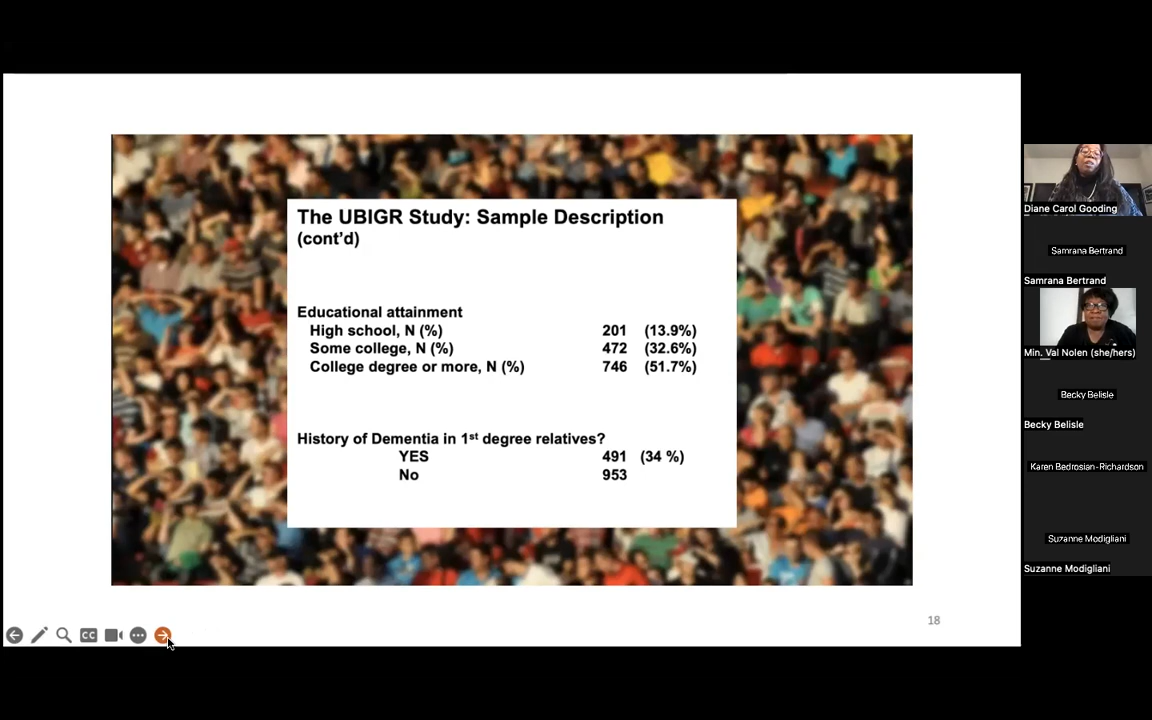 The UBIGR Study: Sample Description
(cont'd)
Educational attainment
High school, N (%) 201 (13.9%)
Some college, N (%) 472 (32.6%)
College degree or more, N (%) 746 (51.7%)
History of Dementia in 1st degree relatives?
YES 491 (34 %)
No 953
18
CC
Diane Carol Gooding
Samrana Bertrand
Samrana Bertrand
Min. Val Nolen (she/hers)
Becky Belisle
Becky Belisle
Karen Bedrosian-Richardson
Suzanne Modigliani
Suzanne Modigliani